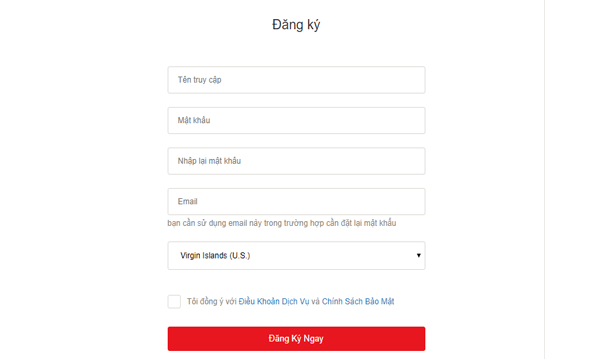 Đăng ký
Tên truy cập
Mật khẩu
Nhập lại mật khẩu
Email
bạn cần sử dụng email này trong trường hợp cần đặt lại mật khẩu
Virgin Islands (U.S.)
Tôi đồng ý với Điều Khoản Dịch Vụ và Chính Sách Bảo Mật
Đăng Ký Ngay